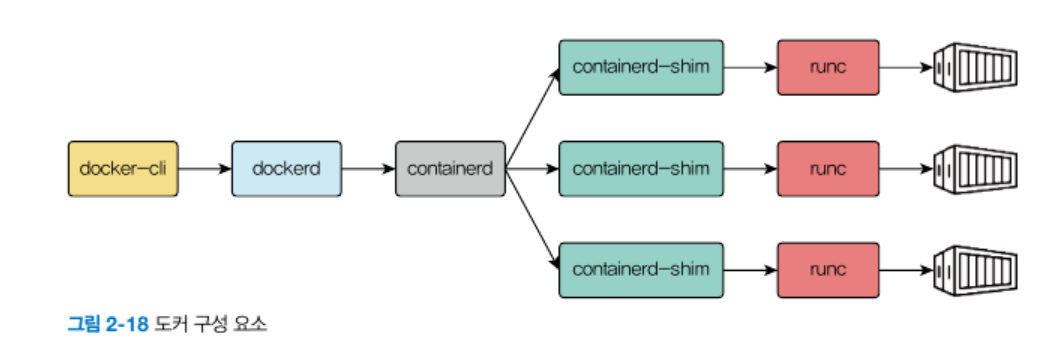 containerd-shim
runc
docker-cli
dockerd
containerd
containerd-shim
runc
containerd-shim
runc
그림 2-18 도커 구성 요소